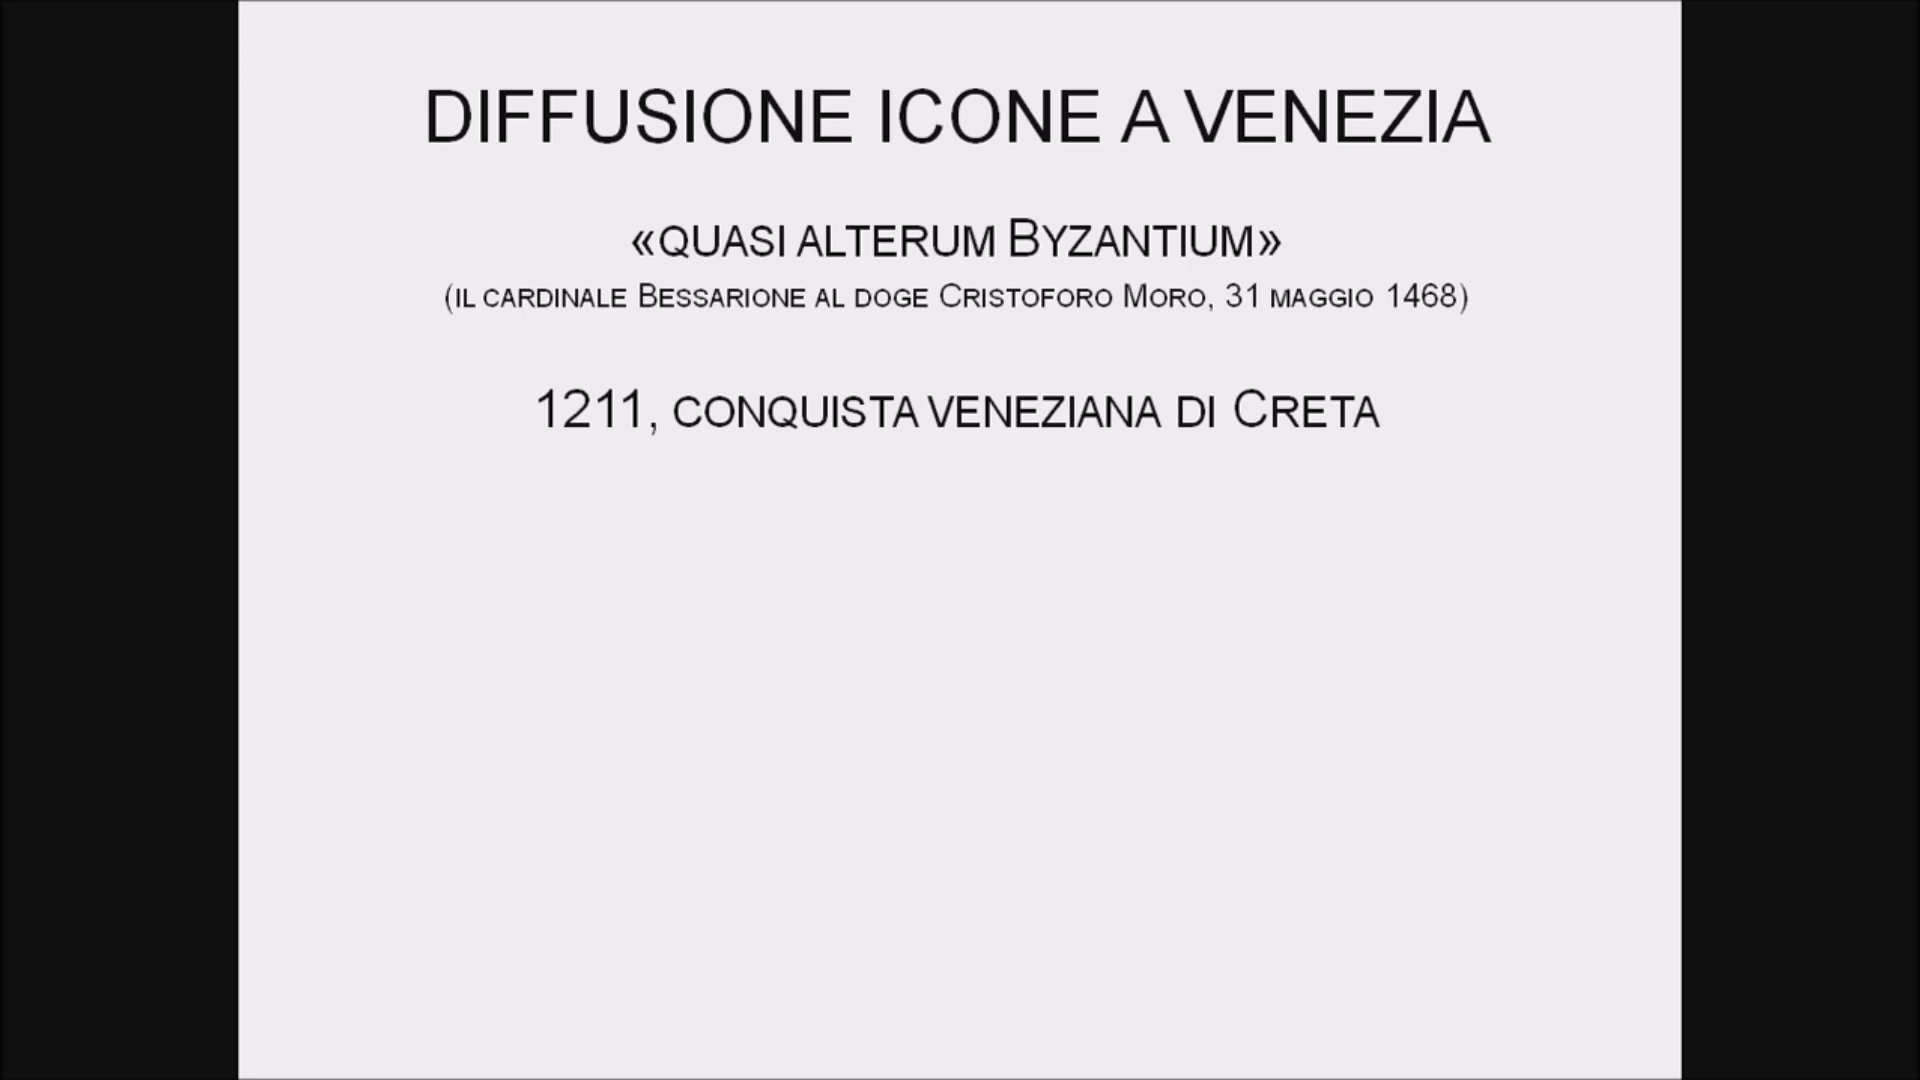 DIFFUSIONE ICONE A VENEZIA
«QUASI ALTERUM BYZANTIUM»
(IL CARDINALE BESSARIONE AL DOGE CRISTOFORO MORO, 31 MAGGIO 1468)
1211, CONQUISTA VENEZIANA DI CRETA